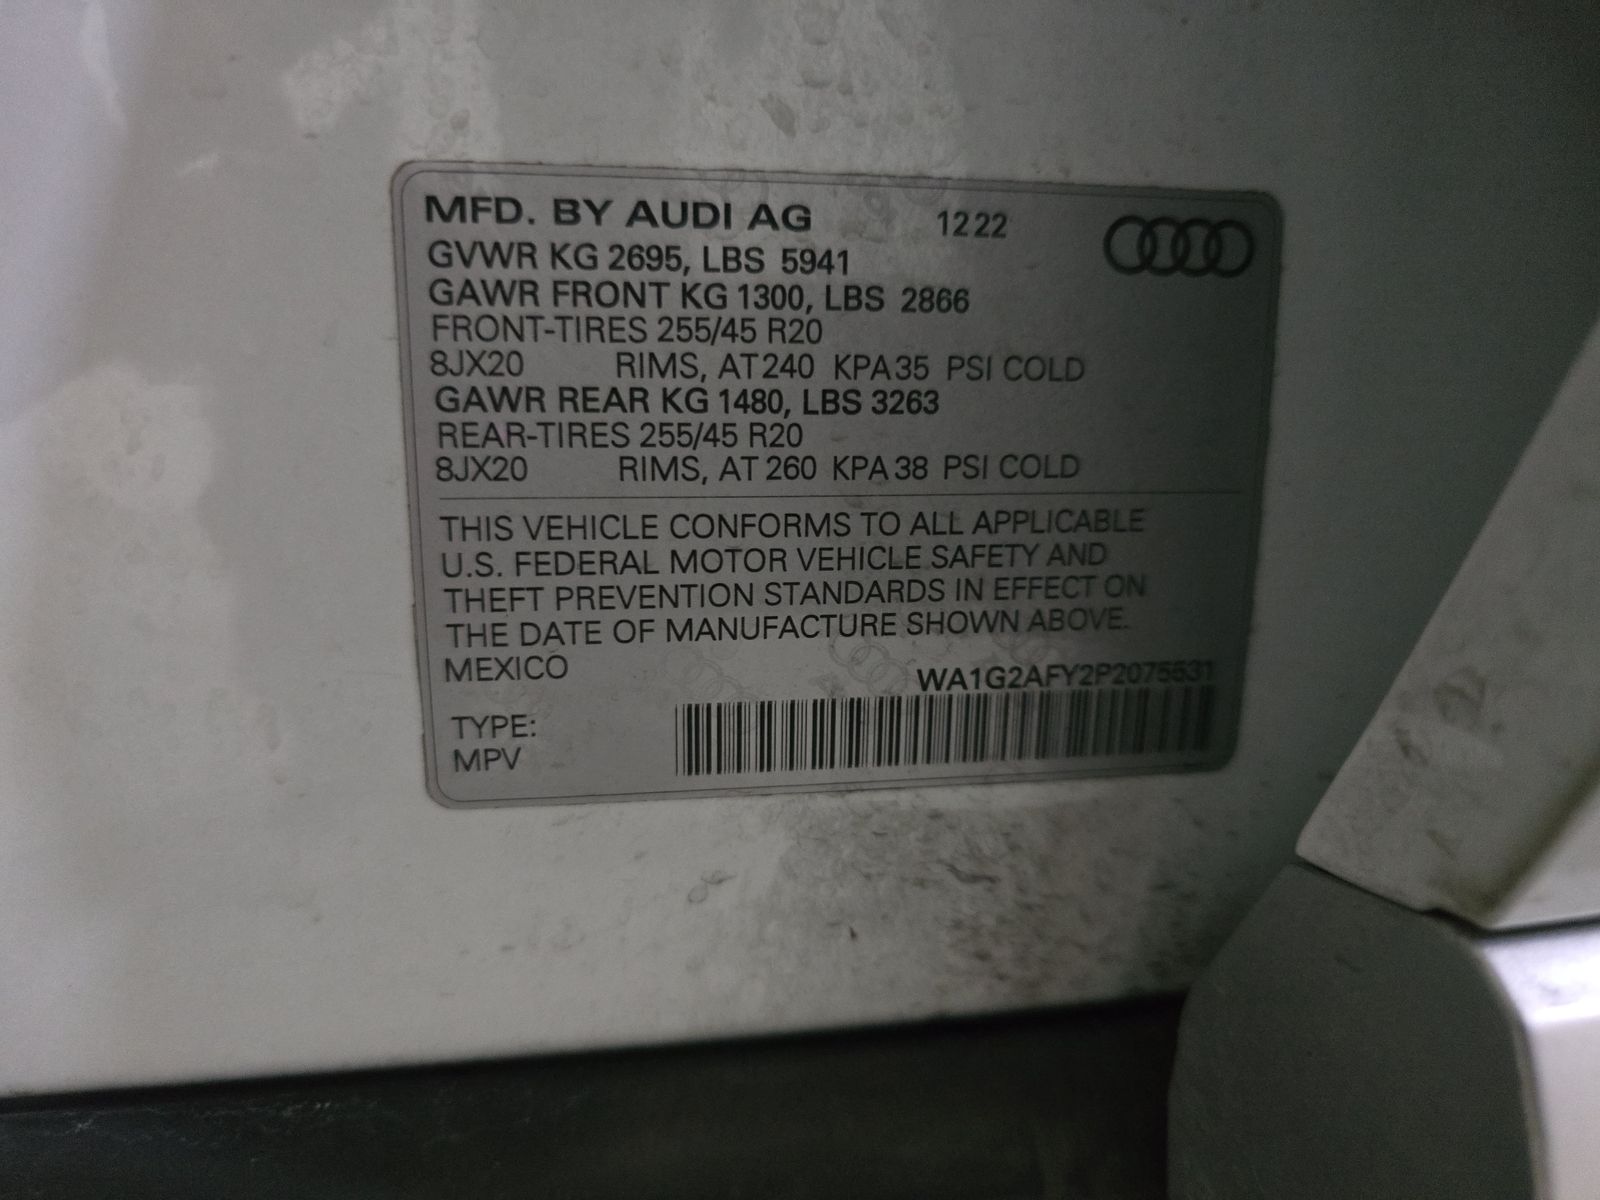 MFD. BY AUDI AG 1222
GVWR KG 2695, LBS 5941
GAWR FRONT KG 1300, LBS 2866
FRONT-TIRES 255/45 R20
8JX20 RIMS, AT 240 KPA 35 PSI COLD
GAWR REAR KG 1480, LBS 3263
REAR-TIRES 255/45 R20
8JX20 RIMS, AT 260 KPA 38 PSI COLD
THIS VEHICLE CONFORMS TO ALL APPLICABLE
U.S. FEDERAL MOTOR VEHICLE SAFETY AND
THEFT PREVENTION STANDARDS IN EFFECT ON
THE DATE OF MANUFACTURE SHOWN ABOVE.
MEXICO
WA1G2AFY2P2075531
TYPE:
MPV